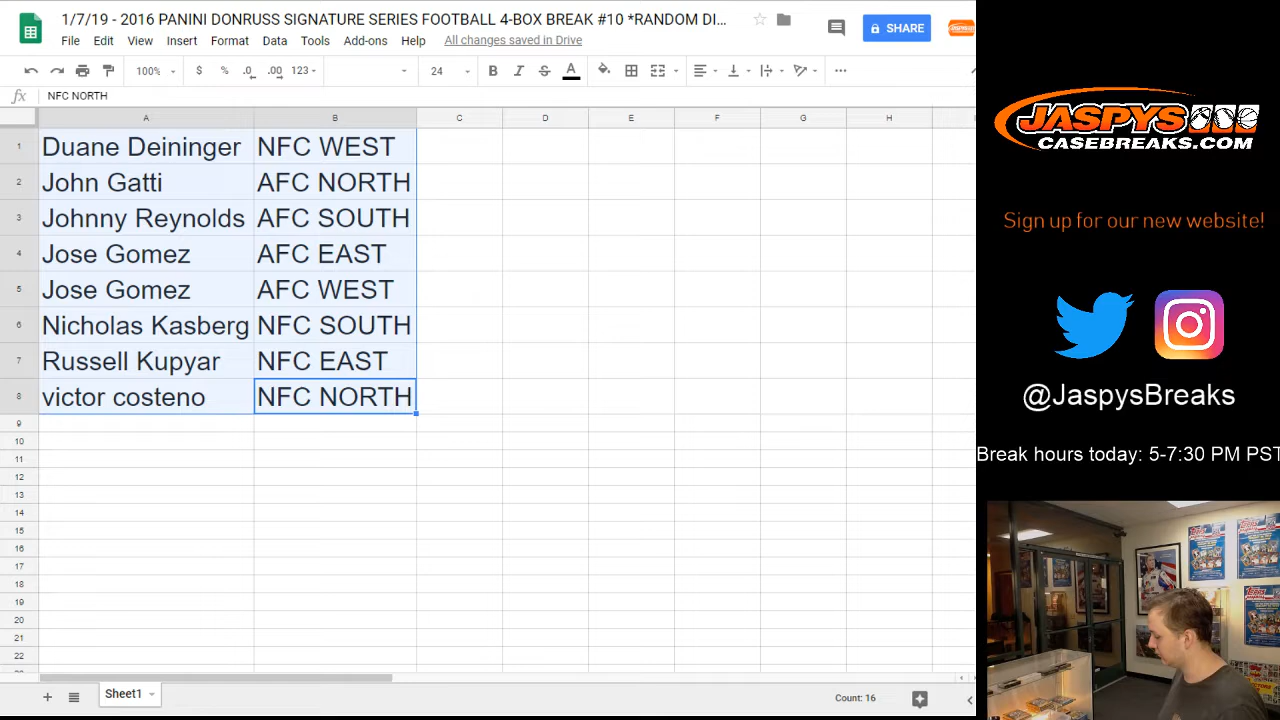 1/7/19 - 2016 PANINI DONRUSS SIGNATURE SERIES FOOTBALL 4-BOX BREAK #10 *RANDOM DI...
SHARE
File Edit View Insert Format Data Tools Add-ons Help All changes saved in Drive
100% $ % .0 .00 123 24 B I S A
fx NFC NORTH
A B C D E F G H
1 Duane Deininger NFC WEST
2 John Gatti AFC NORTH
3 Johnny Reynolds AFC SOUTH
4 Jose Gomez AFC EAST
5 Jose Gomez AFC WEST
6 Nicholas Kasberg NFC SOUTH
7 Russell Kupyar NFC EAST
8 victor costeno NFC NORTH
9
10
11
12
13
14
15
16
17
18
19
20
21
22
Sheet1
Count: 16
JASPYS
CASEBREAKS.COM
Sign up for our new website!
@JaspysBreaks
Break hours today: 5-7:30 PM PST